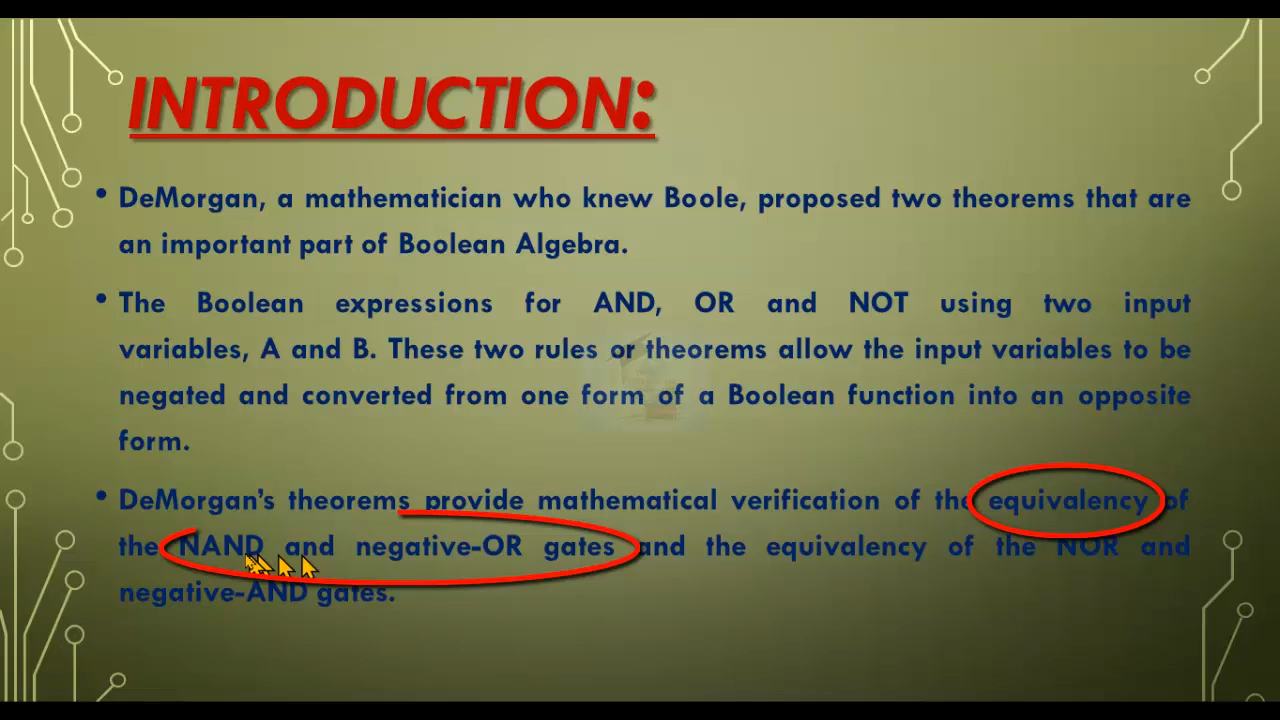 INTRODUCTION:
• DeMorgan, a mathematician who knew Boole, proposed two theorems that are
an important part of Boolean Algebra.
• The Boolean expressions for AND, OR and NOT using two input
variables, A and B. These two rules or theorems allow the input variables to be
negated and converted from one form of a Boolean function into an opposite
form.
• DeMorgan's theorems provide mathematical verification of the equivalency of
the NAND and negative-OR gates and the equivalency of the NOR and
negative-AND gates.